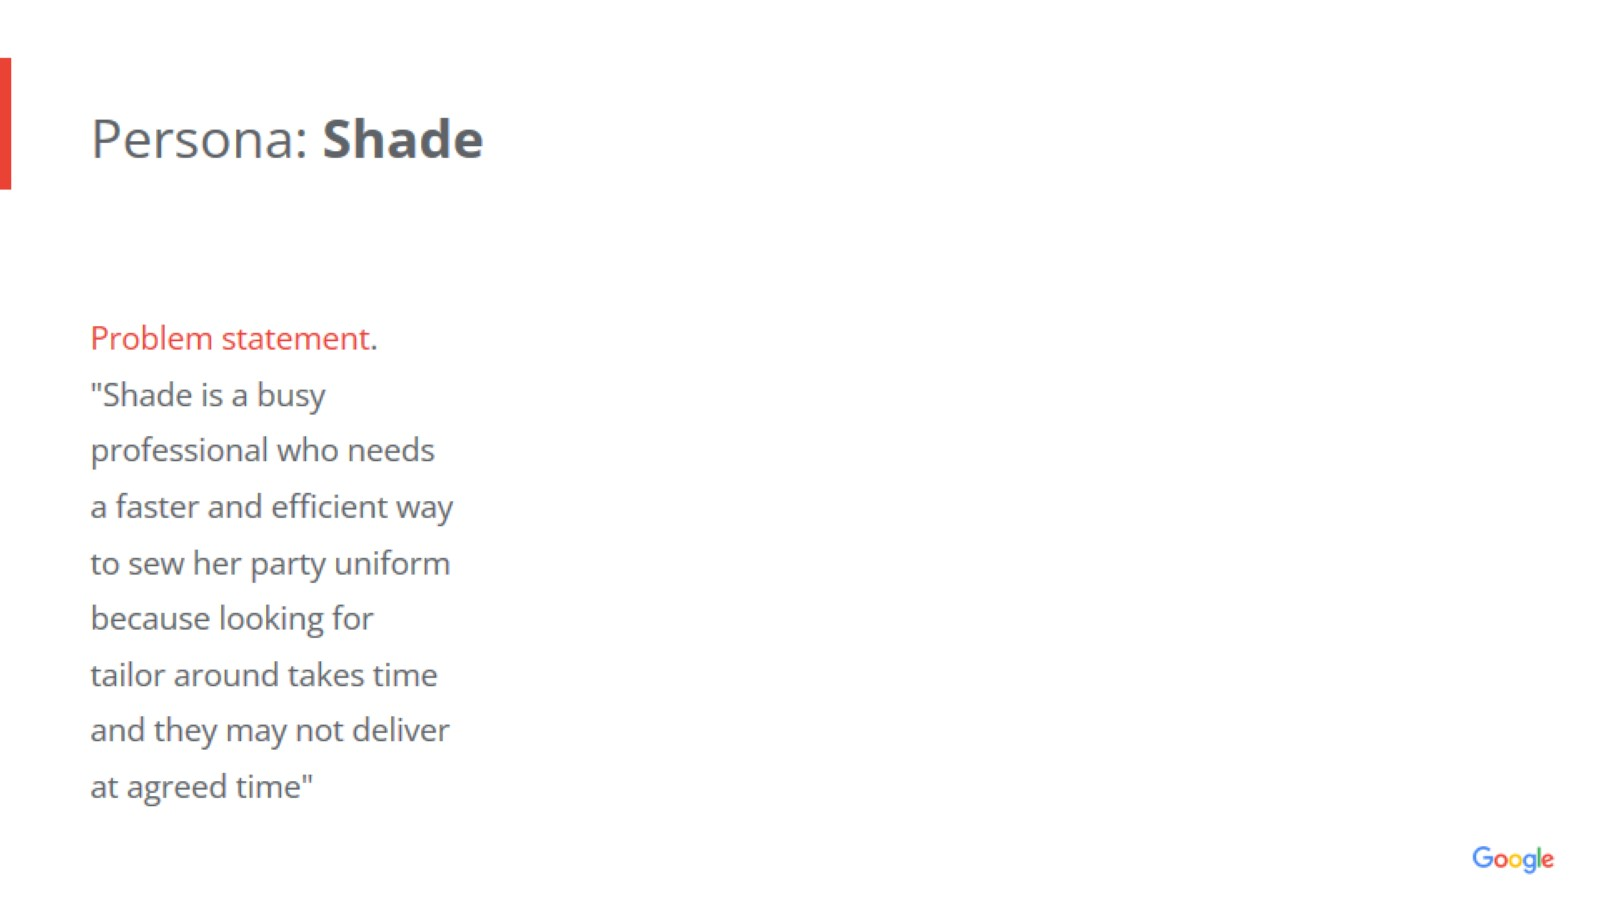 Persona: Shade
Problem statement.
"Shade is a busy
professional who needs
a faster and efficient way
to sew her party uniform
because looking for
tailor around takes time
and they may not deliver
at agreed time"
Google